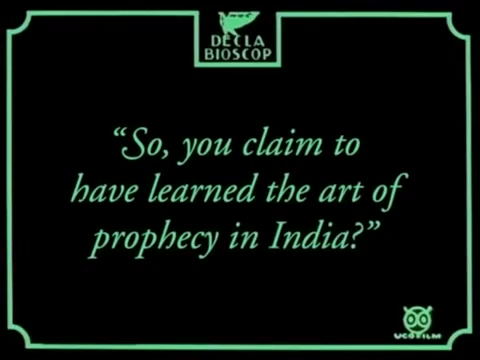 DECLA
BIOSCOP
“So, you claim to
have learned the art of
prophecy in India?”
UCOFILM